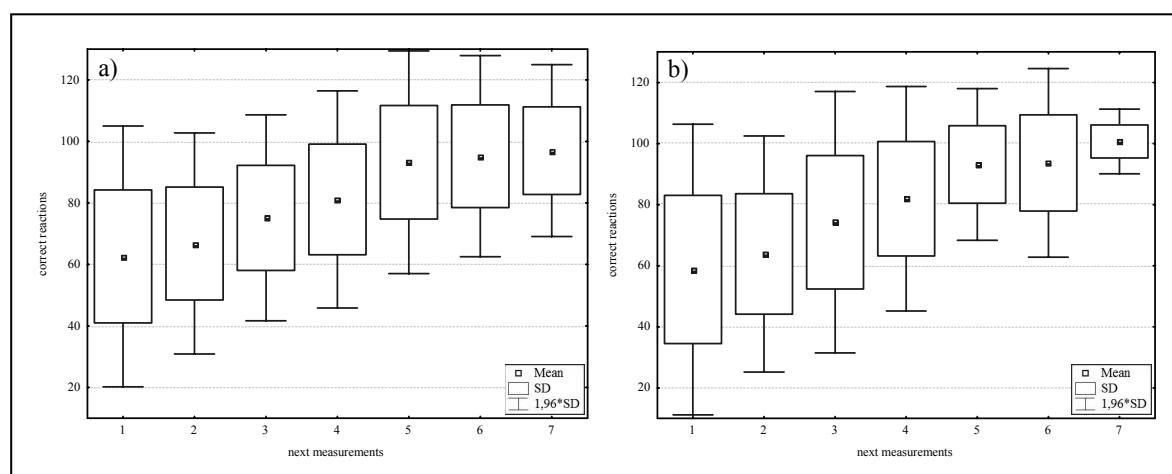 a)
correct reactions
120
100
80
60
40
20
1 2 3 4 5 6 7
next measurements
Mean
SD
1,96*SD
b)
correct reactions
120
100
80
60
40
20
1 2 3 4 5 6 7
next measurements
Mean
SD
1,96*SD